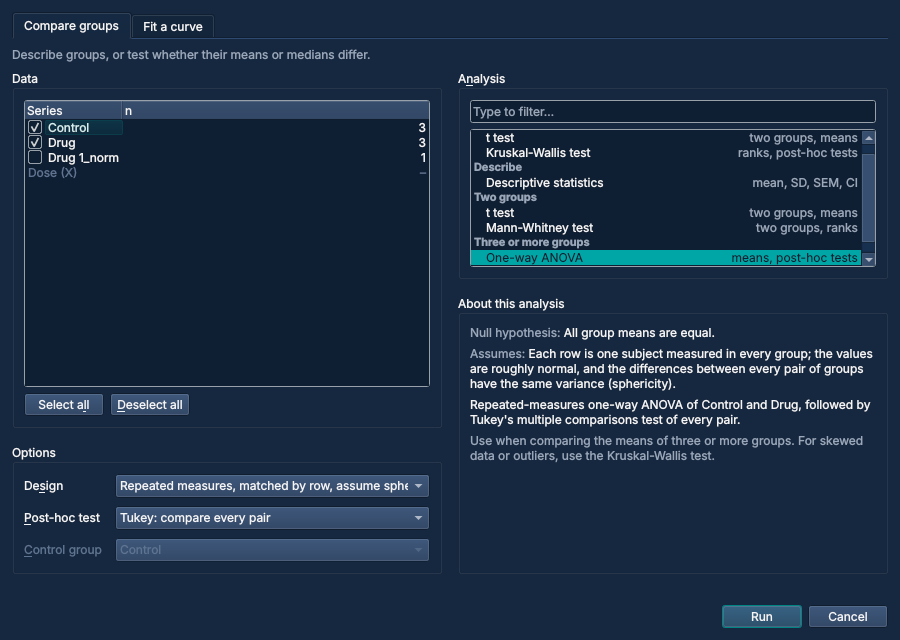 Compare groups
Fit a curve
Describe groups, or test whether their means or medians differ.
Data
Series n
Control 3
Drug 3
Drug 1_norm 1
Dose (X) –
Select all
Deselect all
Options
Design
Repeated measures, matched by row, assume sphe
Post-hoc test
Tukey: compare every pair
Control group
Control
Analysis
Type to filter...
t test two groups, means
Kruskal-Wallis test ranks, post-hoc tests
Describe
Descriptive statistics mean, SD, SEM, CI
Two groups
t test two groups, means
Mann-Whitney test two groups, ranks
Three or more groups
One-way ANOVA means, post-hoc tests
About this analysis
Null hypothesis: All group means are equal.
Assumes: Each row is one subject measured in every group; the values
are roughly normal, and the differences between every pair of groups
have the same variance (sphericity).
Repeated-measures one-way ANOVA of Control and Drug, followed by
Tukey's multiple comparisons test of every pair.
Use when comparing the means of three or more groups. For skewed
data or outliers, use the Kruskal-Wallis test.
Run
Cancel